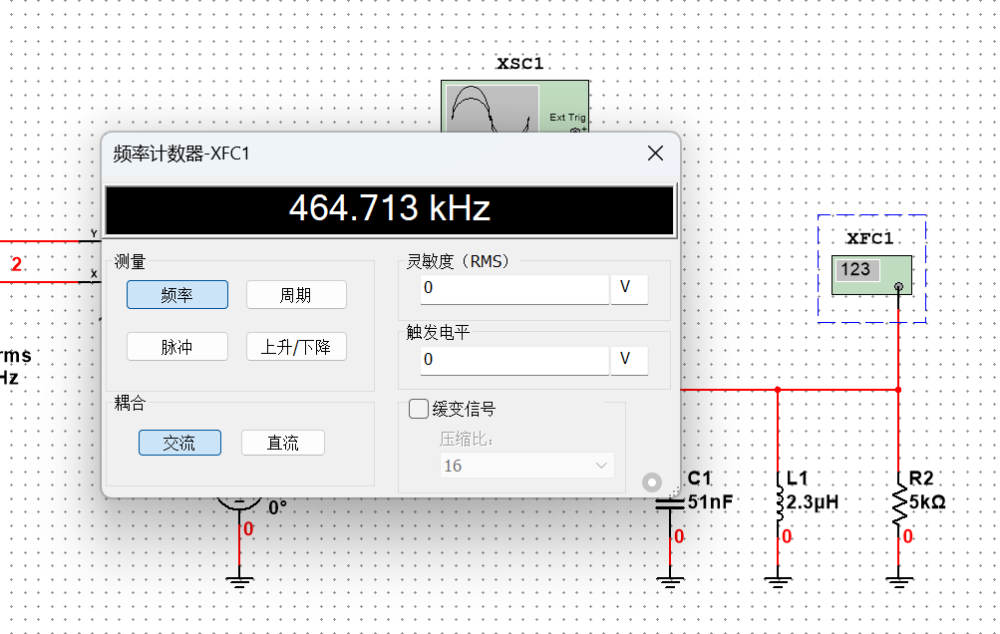 XSC1
Ext Trig
频率计数器-XFC1
464.713 kHz
XFC1
123
Y
2
X
测量
频率
周期
脉冲
上升/下降
耦合
交流
直流
灵敏度（RMS）
0
V
触发电平
0
V
缓变信号
压缩比:
16
rms
Hz
0°
0
C1
51nF
0
L1
2.3µH
0
R2
5kΩ
0